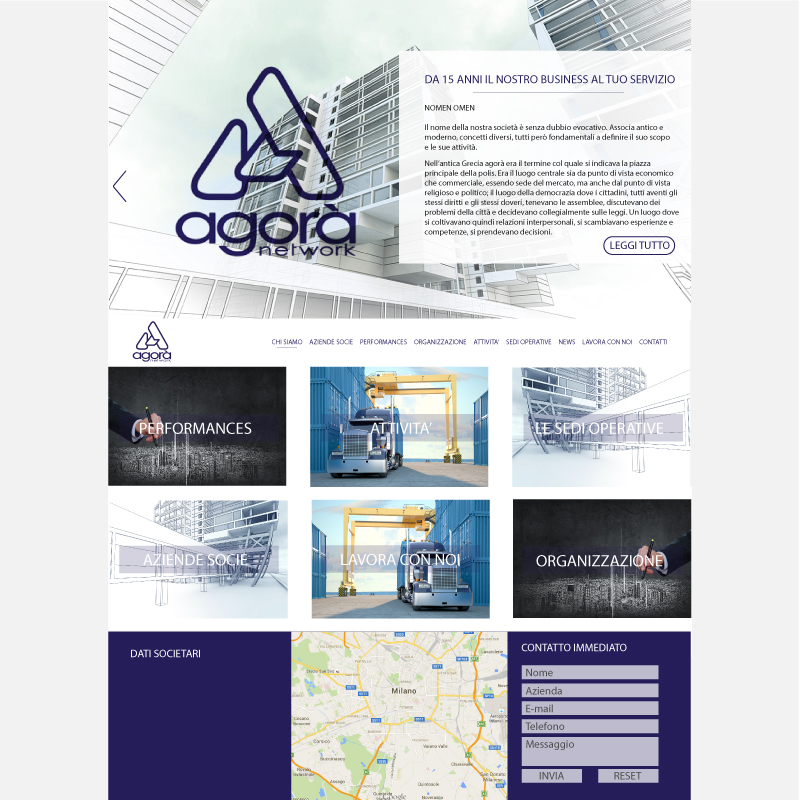 agorà
network
DA 15 ANNI IL NOSTRO BUSINESS AL TUO SERVIZIO
NOMEN OMEN
Il nome della nostra società è senza dubbio evocativo. Associa antico e
moderno, concetti diversi, tutti però fondamentali a definire il suo scopo
e le sue attività.
Nell'antica Grecia agorà era il termine col quale si indicava la piazza
principale della polis. Era il luogo centrale sia da punto di vista economico
che commerciale, essendo sede del mercato, ma anche dal punto di vista
religioso e politico; il luogo della democrazia dove i cittadini, tutti aventi gli
stessi diritti e gli stessi doveri, tenevano le assemblee, discutevano dei
problemi della città e decidevano collegialmente sulle leggi. Un luogo dove
si coltivavano quindi relazioni interpersonali, si scambiavano esperienze e
competenze, si prendevano decisioni.
LEGGI TUTTO
agorà
network
CHI SIAMO AZIENDE SOCIE PERFORMANCES ORGANIZZAZIONE ATTIVITA' SEDI OPERATIVE NEWS LAVORA CON NOI CONTATTI
PERFORMANCES
ATTIVITA'
LE SEDI OPERATIVE
AZIENDE SOCIE
LAVORA CON NOI
ORGANIZZAZIONE
DATI SOCIETARI
Milano
CONTATTO IMMEDIATO
Nome
Azienda
E-mail
Telefono
Messaggio
INVIA RESET